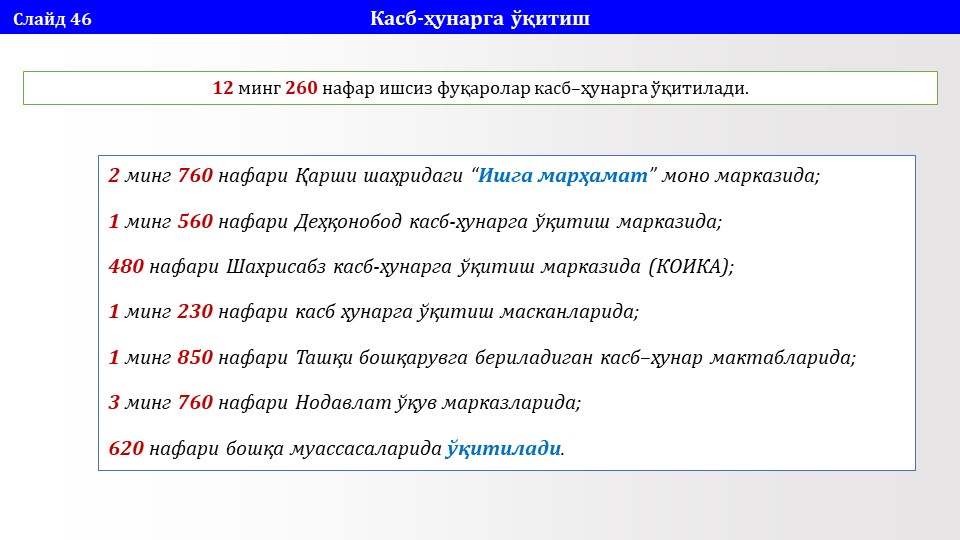 Слайд 46
Касб-ҳунарга ўқитиш
12 минг 260 нафар ишсиз фуқаролар касб–ҳунарга ўқитилади.
2 минг 760 нафари Қарши шаҳридаги “Ишга марҳамат” моно марказида;
1 минг 560 нафари Деҳқонобод касб-ҳунарга ўқитиш марказида;
480 нафари Шахрисабз касб-ҳунарга ўқитиш марказида (КОИКА);
1 минг 230 нафари касб ҳунарга ўқитиш масканларида;
1 минг 850 нафари Ташқи бошқарувга бериладиган касб–ҳунар мактабларида;
3 минг 760 нафари Нодавлат ўқув марказларида;
620 нафари бошқа муассасаларида ўқитилади.